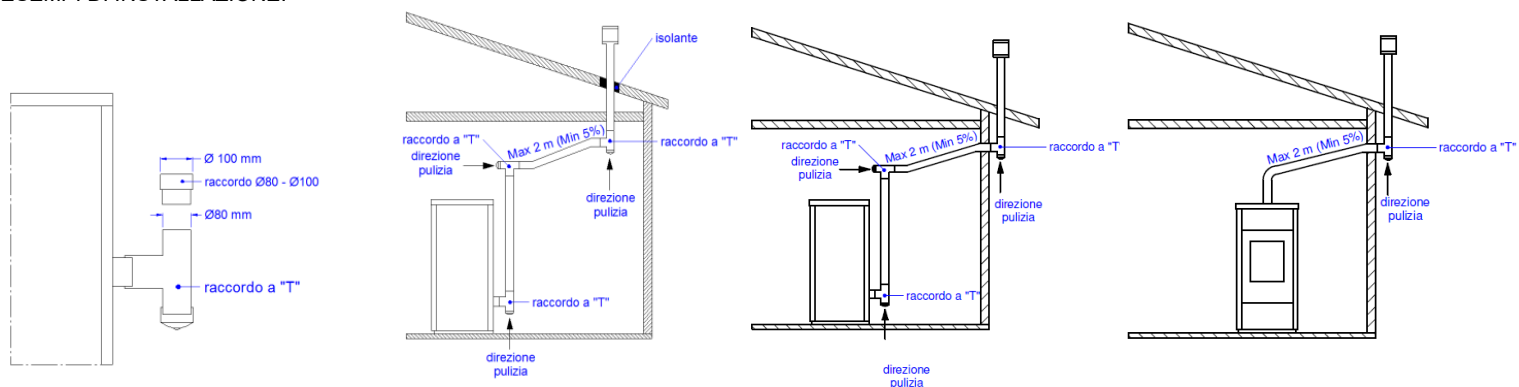 Ø 100 mm
raccordo Ø80 - Ø100
Ø80 mm
raccordo a "T"
isolante
raccordo a "T"
Max 2 m (Min 5%)
raccordo a "T"
direzione
pulizia
direzione
pulizia
raccordo a "T"
direzione
pulizia
raccordo a "T"
Max 2 m (Min 5%)
raccordo a "T"
direzione
pulizia
direzione
pulizia
raccordo a "T"
direzione
pulizia
Max 2 m (Min 5%)
raccordo a "T"
direzione
pulizia